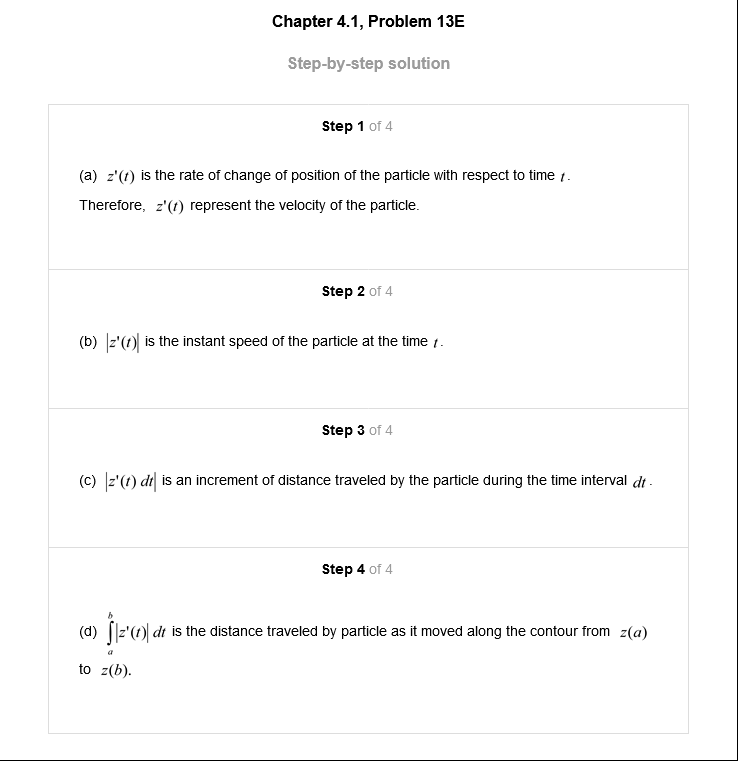 Chapter 4.1, Problem 13E
Step-by-step solution
Step 1 of 4
(a) z'(t) is the rate of change of position of the particle with respect to time t.
Therefore, z'(t) represent the velocity of the particle.
Step 2 of 4
(b) |z'(t)| is the instant speed of the particle at the time t.
Step 3 of 4
(c) |z'(t) dt| is an increment of distance traveled by the particle during the time interval dt.
Step 4 of 4
(d) ∫ₐᵇ|z'(t)| dt is the distance traveled by particle as it moved along the contour from z(a)
to z(b).